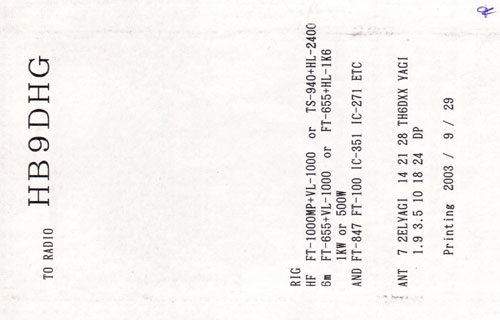 TO RADIO HB9DHG
RIG
HF FT-1000MP+VL-1000 or TS-940+HL-2400
6m FT-655+VL-1000 or FT-655+HL-1K6
1KW or 500W
AND FT-847 FT-100 IC-351 IC-271 ETC
ANT 7 2ELYAGI 14 21 28 TH6DXX YAGI
1.9 3.5 10 18 24 DP
Printing 2003 / 9 / 29